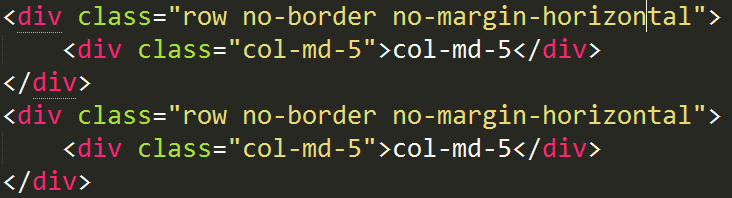 <div class="row no-border no-margin-horizontal">
    <div class="col-md-5">col-md-5</div>
</div>
<div class="row no-border no-margin-horizontal">
    <div class="col-md-5">col-md-5</div>
</div>